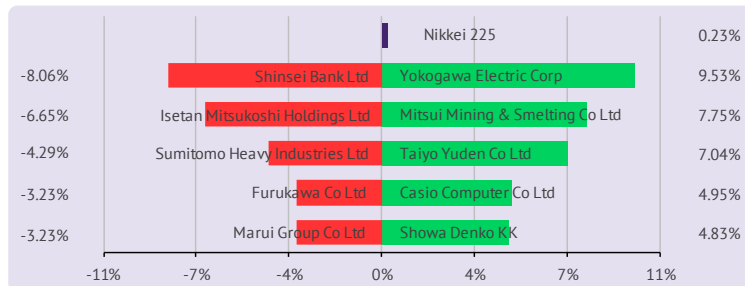 Nikkei 225 0.23%
-8.06% Shinsei Bank Ltd Yokogawa Electric Corp 9.53%
-6.65% Isetan Mitsukoshi Holdings Ltd Mitsui Mining & Smelting Co Ltd 7.75%
-4.29% Sumitomo Heavy Industries Ltd Taiyo Yuden Co Ltd 7.04%
-3.23% Furukawa Co Ltd Casio Computer Co Ltd 4.95%
-3.23% Marui Group Co Ltd Showa Denko KK 4.83%
-11% -7% -4% 0% 4% 7% 11%